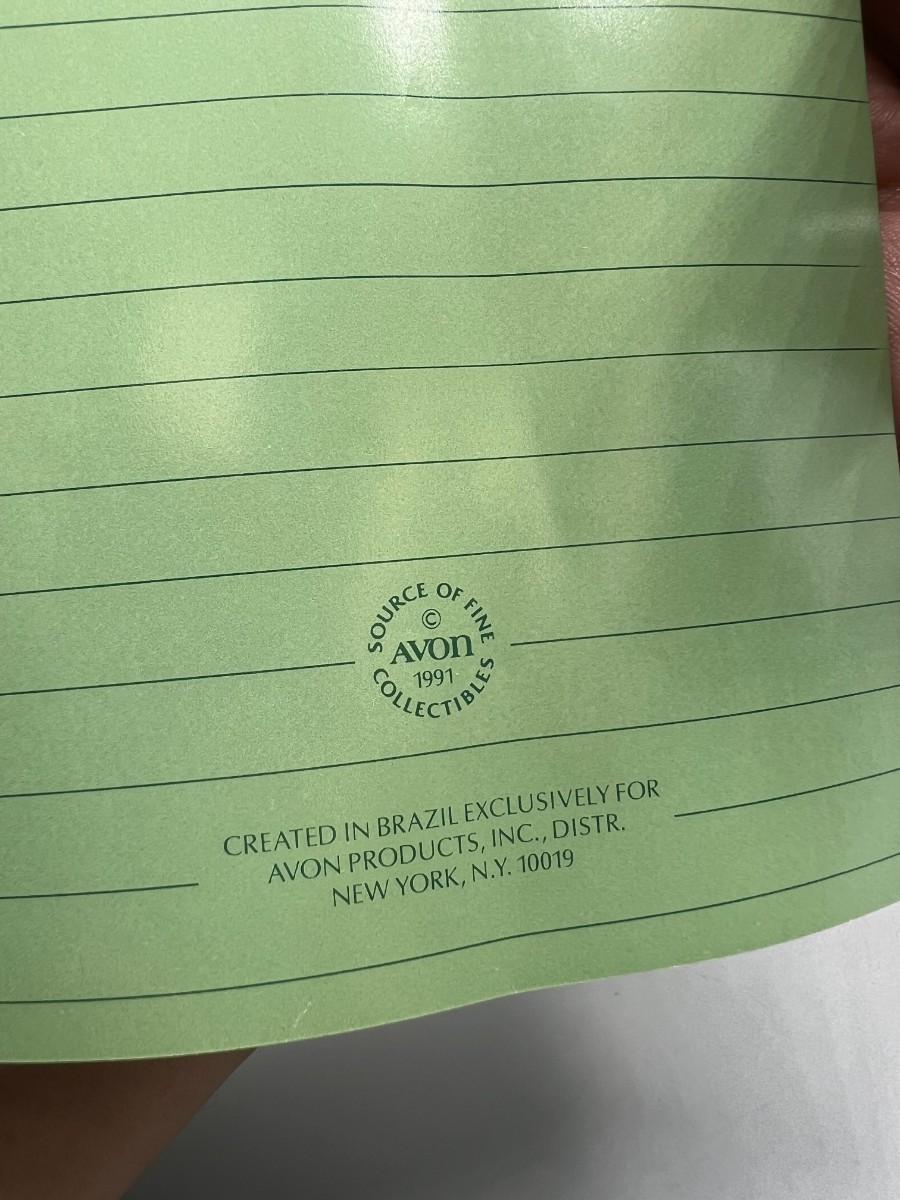 SOURCE OF FINE
©
AVON
1991
COLLECTIBLES
CREATED IN BRAZIL EXCLUSIVELY FOR
AVON PRODUCTS, INC., DISTR.
NEW YORK, N.Y. 10019